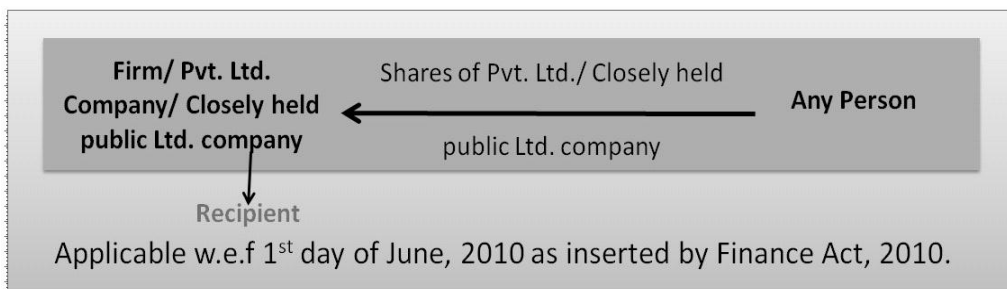 Firm/ Pvt. Ltd.
Company/ Closely held
public Ltd. company
Shares of Pvt. Ltd./ Closely held
public Ltd. company
Any Person
Recipient
Applicable w.e.f 1st day of June, 2010 as inserted by Finance Act, 2010.